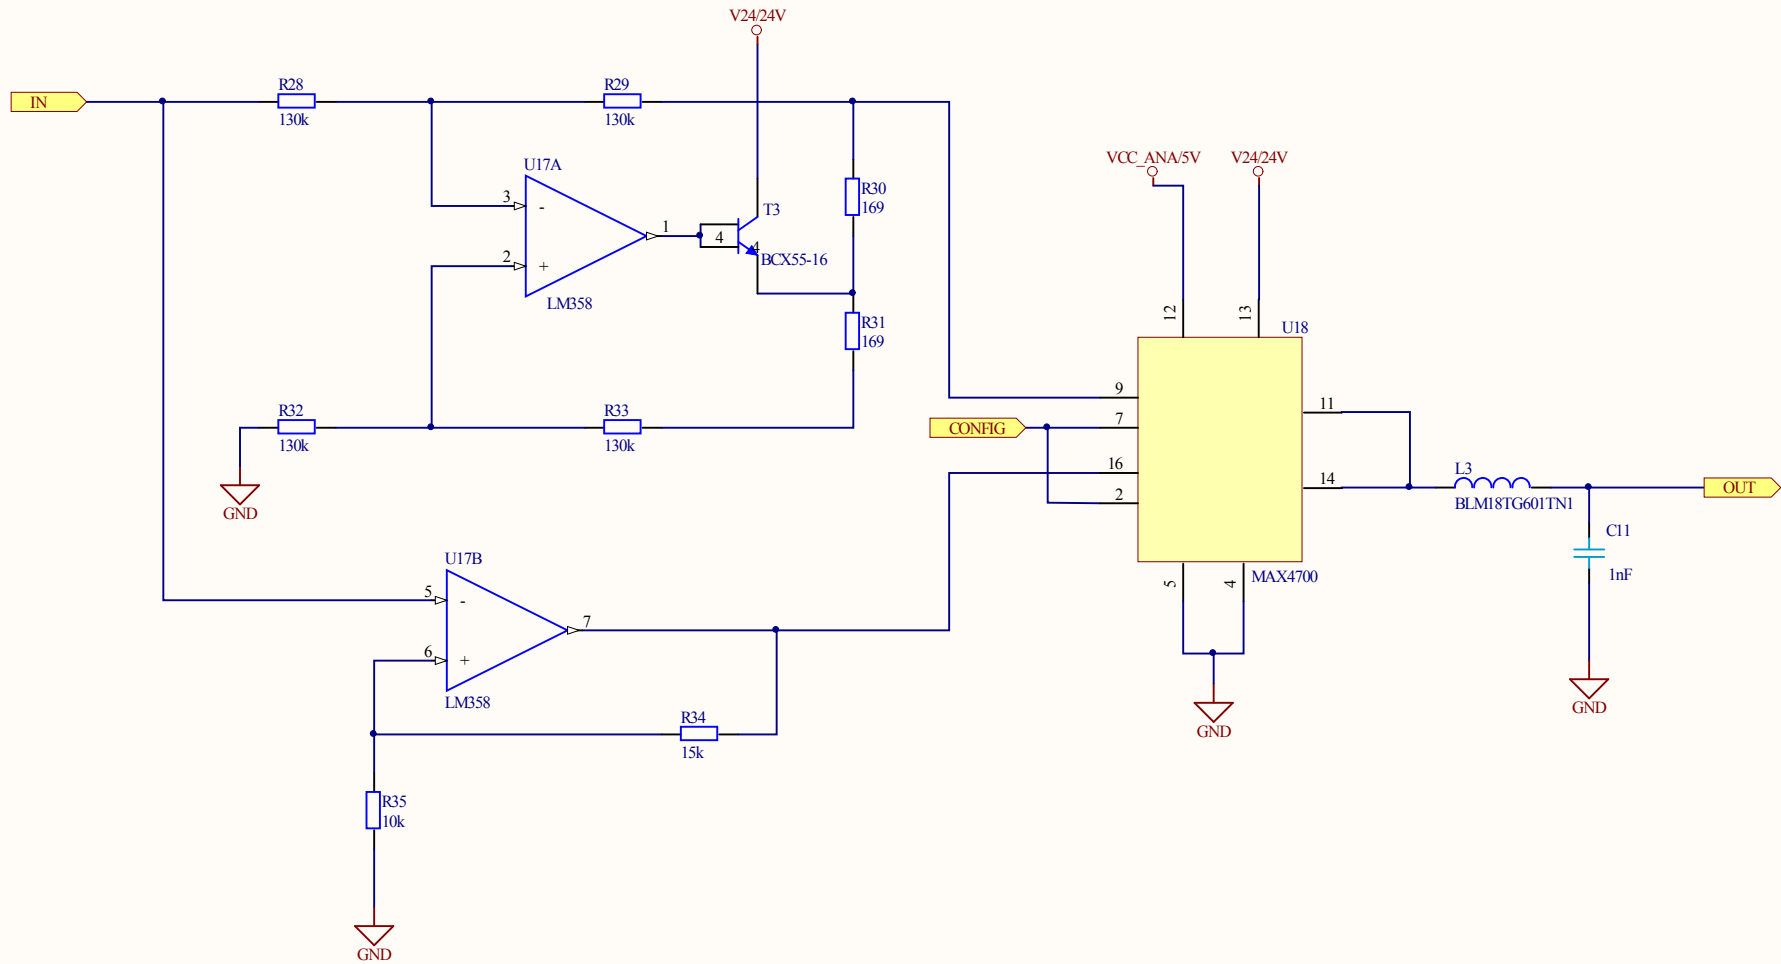 V24/24V
IN
R28
130k
R29
130k
U17A
3
-
2
+
1
LM358
4
4
T3
BCX55-16
R30
169
R31
169
R32
130k
R33
130k
GND
VCC_ANA/5V
V24/24V
12
13
U18
9
7
16
2
11
14
5
4
MAX4700
CONFIG
GND
L3
BLM18TG601TN1
OUT
C11
1nF
GND
U17B
5
-
6
+
7
LM358
R34
15k
R35
10k
GND